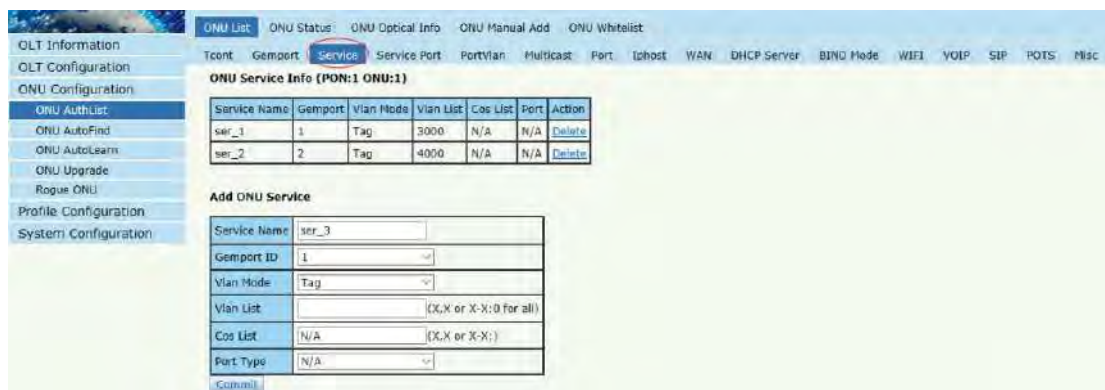 ONU List ONU Status ONU Optical Info ONU Manual Add ONU Whitelist
OLT Information
OLT Configuration
ONU Configuration
ONU AuthList
ONU AutoFind
ONU AutoLearn
ONU Upgrade
Rogue ONU
Profile Configuration
System Configuration
Tcont Gemport Service Service Port PortVlan Multicast Port Iphost WAN DHCP Server BIND Mode WIFI VOIP SIP POTS Misc
ONU Service Info (PON:1 ONU:1)
Service Name Gemport Vlan Mode Vlan List Cos List Port Action
ser_1 1 Tag 3000 N/A N/A Delete
ser_2 2 Tag 4000 N/A N/A Delete
Add ONU Service
Service Name ser_3
Gemport ID 1
Vlan Mode Tag
Vlan List (X,X or X-X;0 for all)
Cos List N/A (X,X or X-X;)
Port Type N/A
Commit